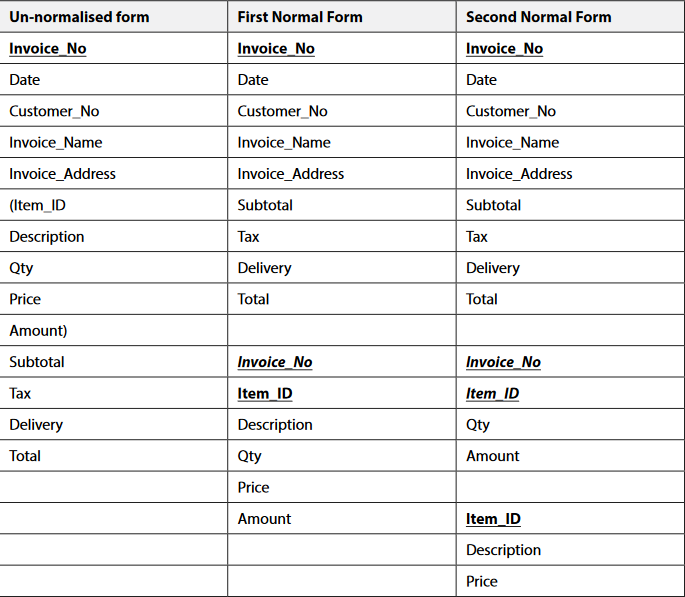 Un-normalised form First Normal Form Second Normal Form
Invoice_No Invoice_No Invoice_No
Date Date Date
Customer_No Customer_No Customer_No
Invoice_Name Invoice_Name Invoice_Name
Invoice_Address Invoice_Address Invoice_Address
(Item_ID Subtotal Subtotal
Description Tax Tax
Qty Delivery Delivery
Price Total Total
Amount)
Subtotal Invoice_No Invoice_No
Tax Item_ID Item_ID
Delivery Description Qty
Total Qty Amount
Price
Amount Item_ID
Description
Price